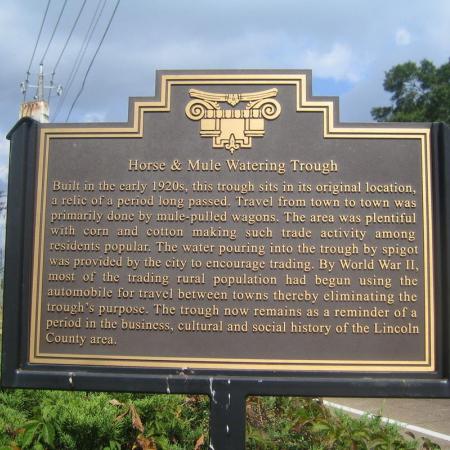 Horse & Mule Watering Trough
Built in the early 1920s, this trough sits in its original location,
a relic of a period long passed. Travel from town to town was
primarily done by mule-pulled wagons. The area was plentiful
with corn and cotton making such trade activity among
residents popular. The water pouring into the trough by spigot
was provided by the city to encourage trading. By World War II,
most of the trading rural population had begun using the
automobile for travel between towns thereby eliminating the
trough's purpose. The trough now remains as a reminder of a
period in the business, cultural and social history of the Lincoln
County area.